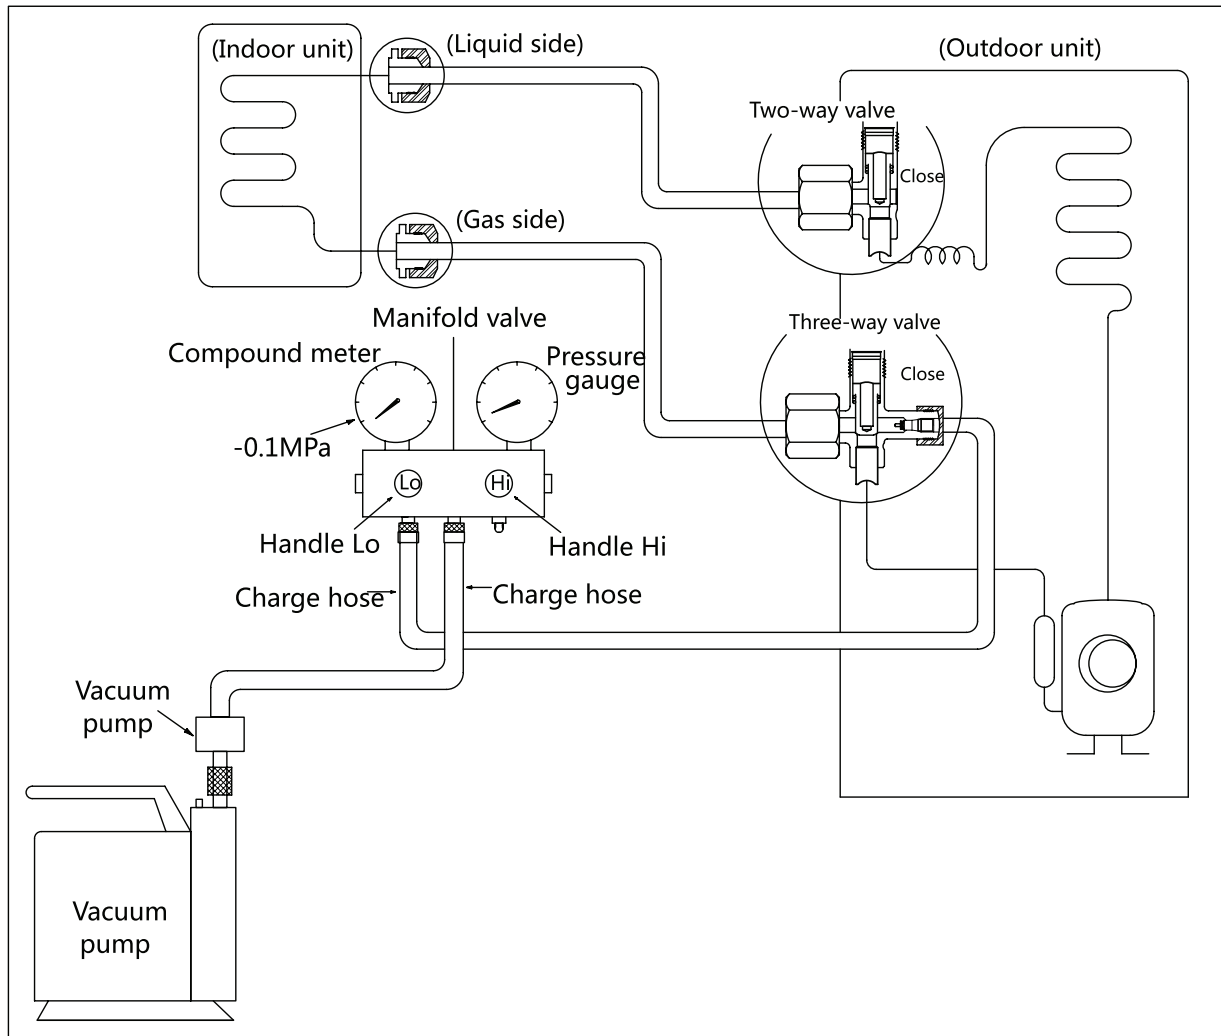 (Indoor unit)
(Liquid side)
(Outdoor unit)
Two-way valve
Close
(Gas side)
Manifold valve
Three-way valve
Compound meter
Pressure
gauge
Close
-0.1MPa
Lo
Hi
Handle Lo
Handle Hi
Charge hose
Charge hose
Vacuum
pump
Vacuum
pump